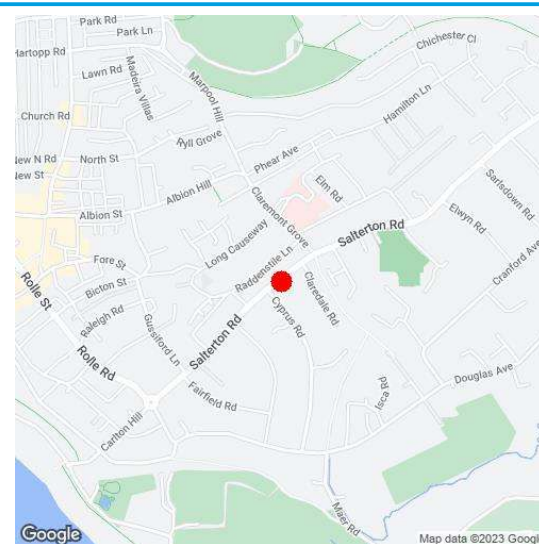 Park Rd
Park Ln
Hartopp Rd
Lawn Rd
Madeira Villas
Marpool Hill
Chichester Cl
Church Rd
Ryll Grove
Hamilton Ln
New N Rd
New St
North St
Phear Ave
Albion Hill
Elm Rd
Claremont Grove
Albion St
Long Causeway
Salterton Rd
Elwyn Rd
Sarlsdown Rd
Cranford Ave
Fore St
Raddenstile Ln
Bicton St
Rolle St
Raleigh Rd
Gussiford Ln
Salterton Rd
Cyprus Rd
Claredale Rd
Rolle Rd
Fairfield Rd
Isca Rd
Douglas Ave
Carlton Hill
Maer Rd
Google
Map data ©2023 Googl